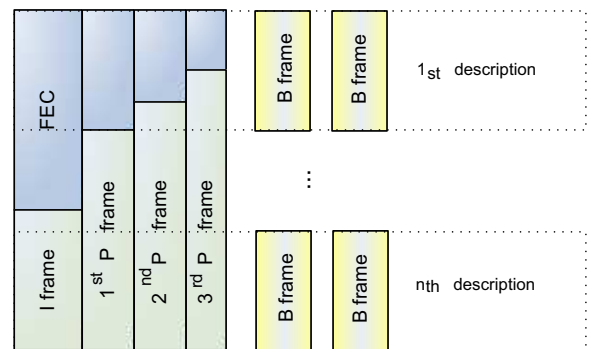 FEC
I frame
1st P frame
2nd P frame
3rd P frame
B frame
B frame
1st description
...
B frame
B frame
nth description